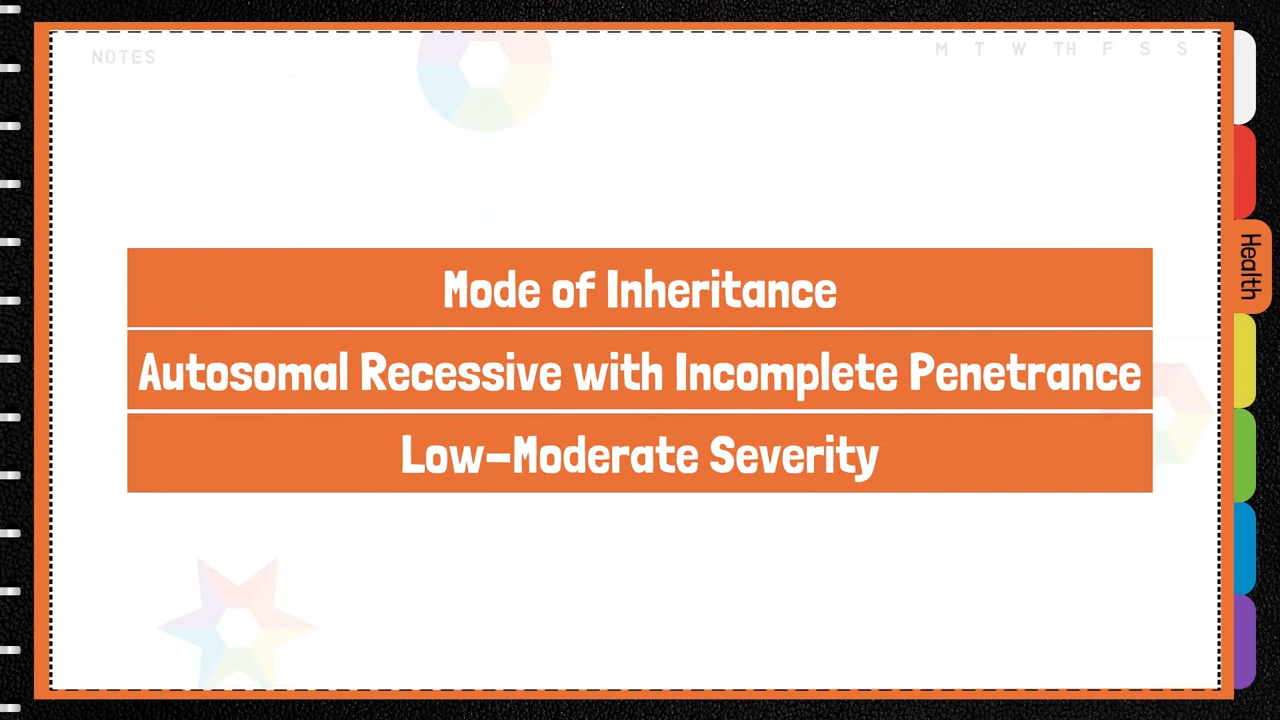 NOTES
M T W TH F S S
Health
Mode of Inheritance
Autosomal Recessive with Incomplete Penetrance
Low-Moderate Severity